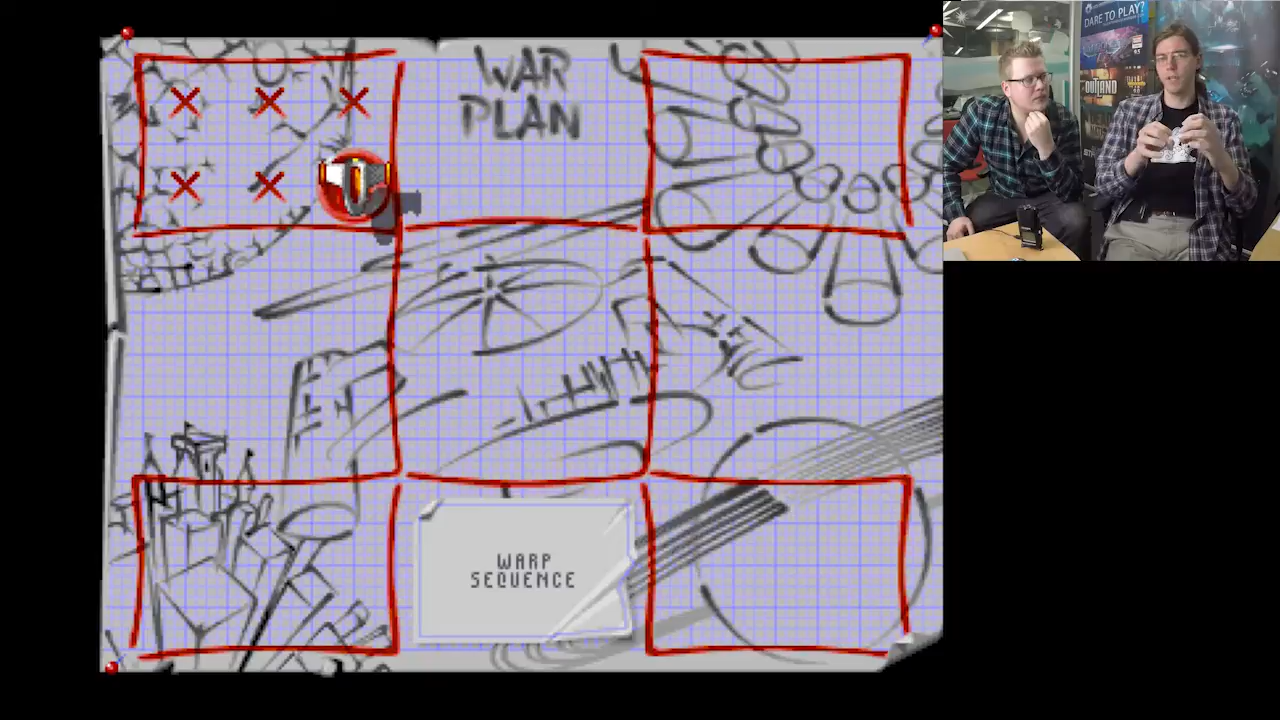 WAR
PLAN
DARE TO PLAY?
OUTLAND
WARP
SEQUENCE